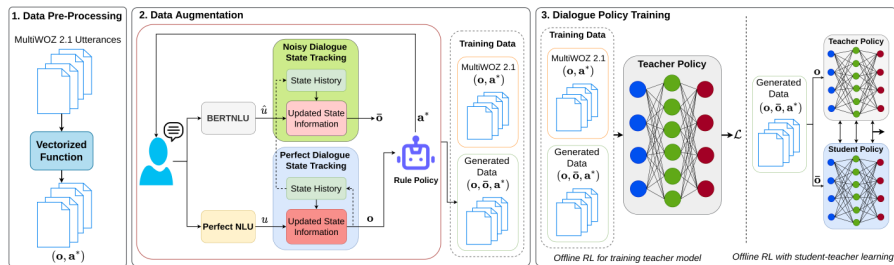 1. Data Pre-Processing
MultiWOZ 2.1 Utterances
Vectorized
Function
(o, a*)
2. Data Augmentation
Noisy Dialogue
State Tracking
State History
BERTNLU
û
Updated State
Information
õ
a*
Perfect Dialogue
State Tracking
State History
Perfect NLU
u
Updated State
Information
o
Rule Policy
Training Data
MultiWOZ 2.1
(o, a*)
Generated
Data
(o, õ, a*)
3. Dialogue Policy Training
Training Data
MultiWOZ 2.1
(o, a*)
Generated
Data
(o, õ, a*)
Teacher Policy
ℒ
Offline RL for training teacher model
Generated
Data
(o, õ, a*)
o
õ
Teacher Policy
Student Policy
Offline RL with student-teacher learning